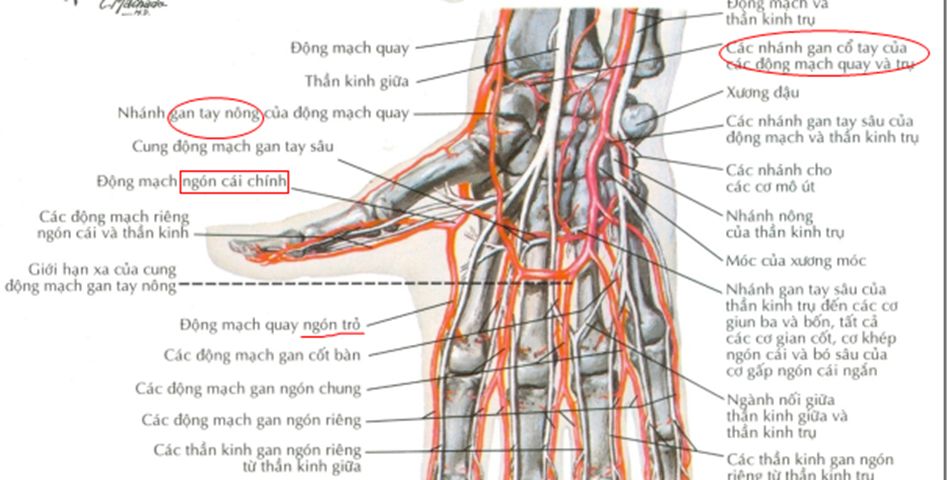 C. Machado
M.D.
Động mạch quay
Thần kinh giữa
Nhánh gan tay nông của động mạch quay
Cung động mạch gan tay sâu
Động mạch ngón cái chính
Các động mạch riêng
ngón cái và thần kinh
Giới hạn xa của cung
động mạch gan tay nông
Động mạch quay ngón trỏ
Các động mạch gan cốt bàn
Các động mạch gan ngón chung
Các động mạch gan ngón riêng
Các thần kinh gan ngón riêng
từ thần kinh giữa
Động mạch và
thần kinh trụ
Các nhánh gan cổ tay của
các động mạch quay và trụ
Xương đậu
Các nhánh gan tay sâu của
động mạch và thần kinh trụ
Các nhánh cho
các cơ mô út
Nhánh nông
của thần kinh trụ
Móc của xương móc
Nhánh gan tay sâu của
thần kinh trụ đến các cơ
giun ba và bốn, tất cả
các cơ gian cốt, cơ khép
ngón cái và bó sâu của
cơ gấp ngón cái ngắn
Ngành nối giữa
thần kinh giữa và
thần kinh trụ
Các thần kinh gan ngón
riêng từ thần kinh trụ